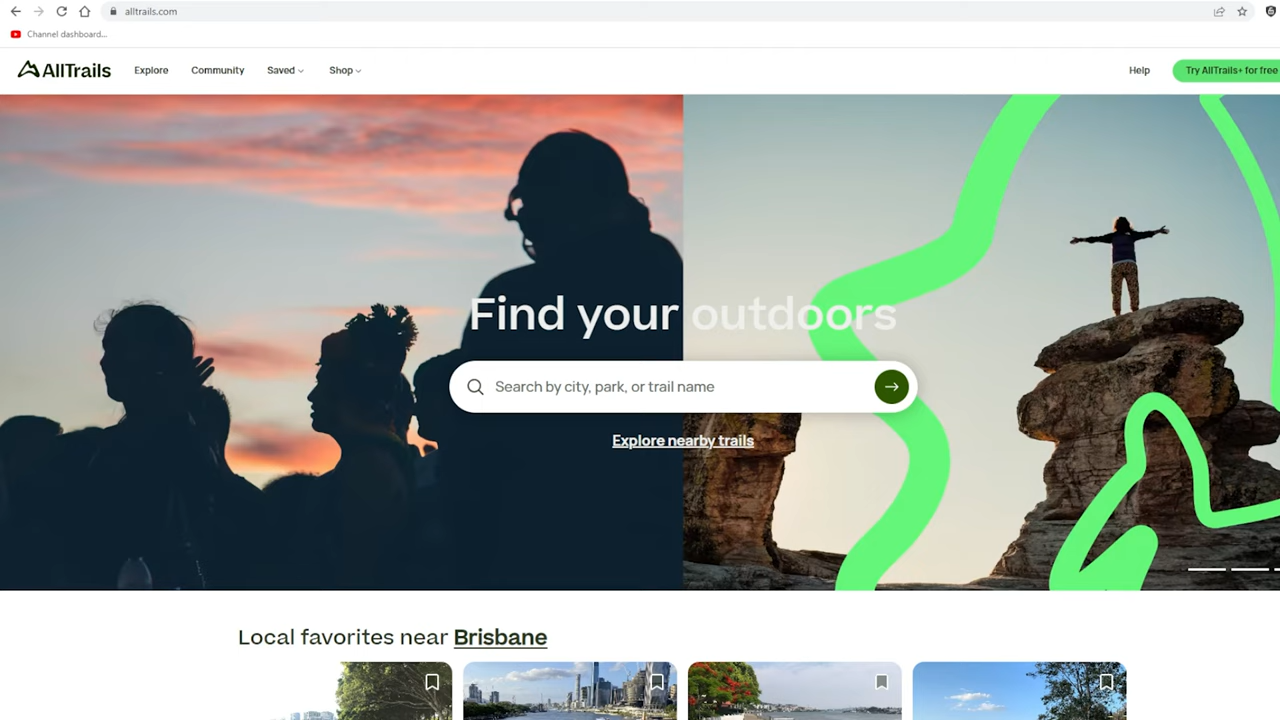 alltrails.com
Channel dashboard...
AllTrails Explore Community Saved Shop Help Try AllTrails+ for free
Find your outdoors
Search by city, park, or trail name
Explore nearby trails
Local favorites near Brisbane